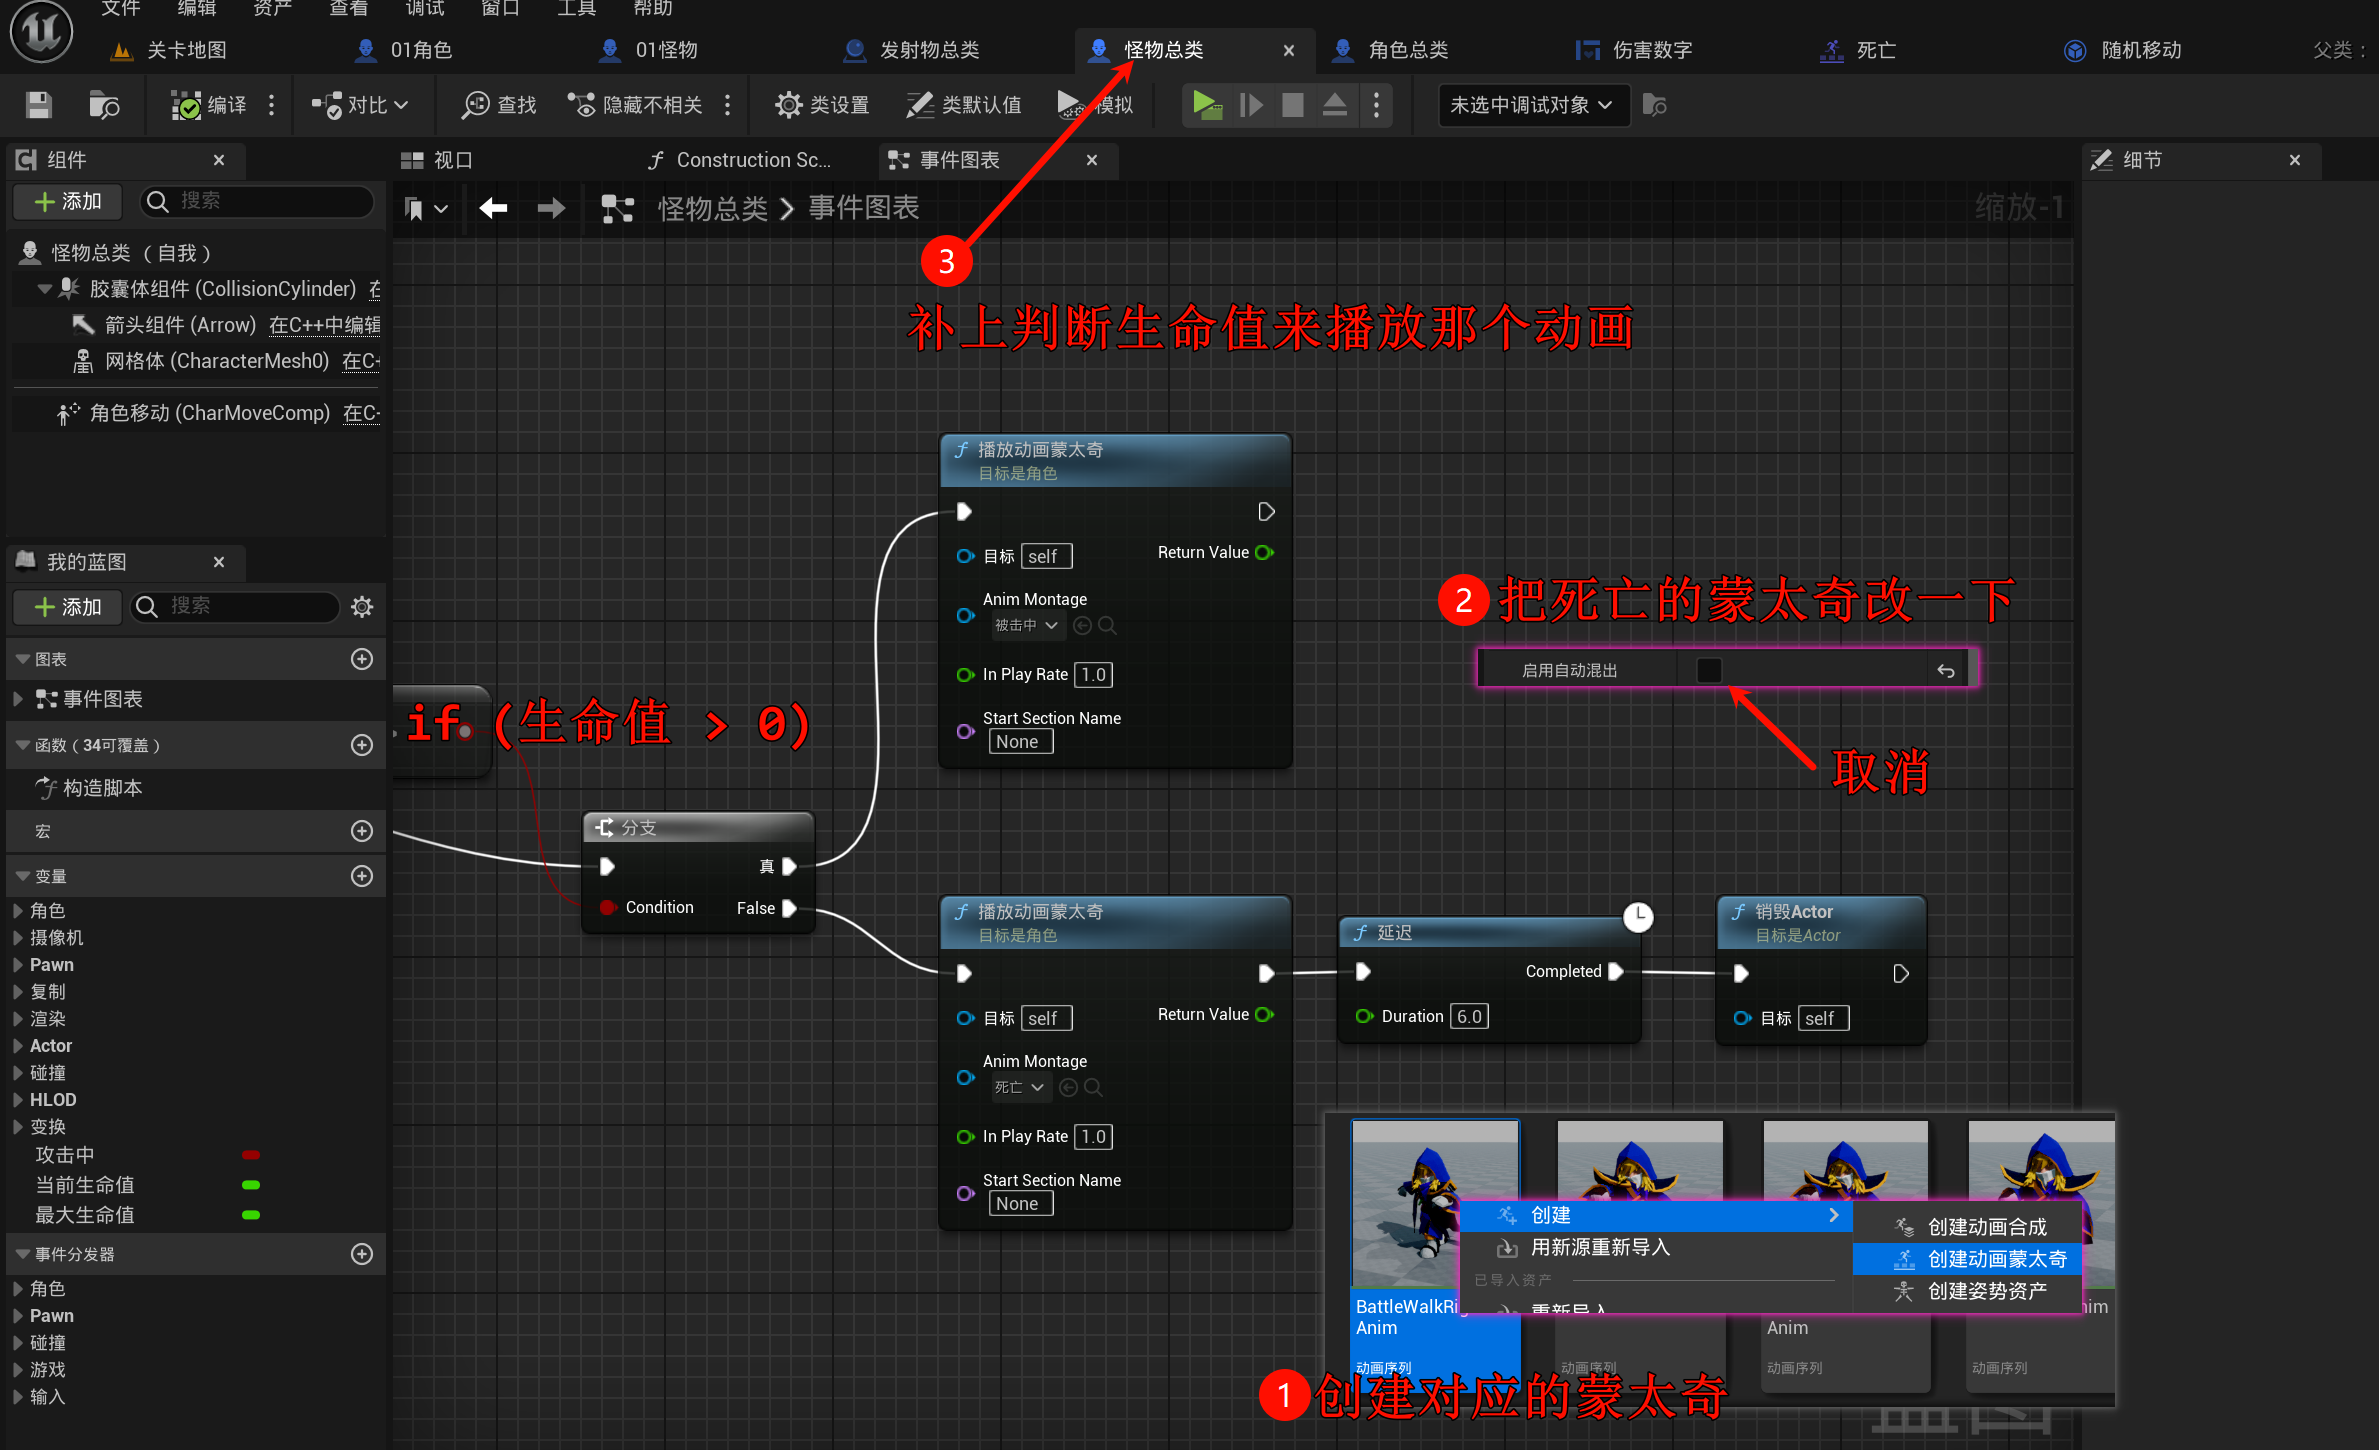 文件 编辑 资产 查看 调试 窗口 工具 帮助
关卡地图 01角色 01怪物 发射物总类 怪物总类 角色总类 伤害数字 死亡 随机移动 父类：
编译 对比 查找 隐藏不相关 类设置 类默认值 模拟 未选中调试对象
组件
视口 Construction Sc... 事件图表
细节
添加 搜索
怪物总类 > 事件图表
缩放-1
怪物总类（自我）
胶囊体组件 (CollisionCylinder) 在
箭头组件 (Arrow) 在C++中编辑
网格体 (CharacterMesh0) 在C+
角色移动 (CharMoveComp) 在C+
3
补上判断生命值来播放那个动画
我的蓝图
添加 搜索
图表
事件图表
函数（34可覆盖）
构造脚本
宏
变量
角色
摄像机
Pawn
复制
渲染
Actor
碰撞
HLOD
变换
攻击中
当前生命值
最大生命值
事件分发器
角色
Pawn
碰撞
游戏
输入
if (生命值 > 0)
分支
真
Condition False
播放动画蒙太奇
目标是角色
目标 self Return Value
Anim Montage
被击中
In Play Rate 1.0
Start Section Name
None
2 把死亡的蒙太奇改一下
启用自动混出
取消
播放动画蒙太奇
目标是角色
目标 self Return Value
Anim Montage
死亡
In Play Rate 1.0
Start Section Name
None
延迟
Completed
Duration 6.0
销毁Actor
目标是Actor
目标 self
创建
用新源重新导入
已导入资产
重新导入
创建动画合成
创建动画蒙太奇
创建姿势资产
BattleWalkRi
Anim
动画序列
动画序列
Anim
动画序列
nim
动画序列
1 创建对应的蒙太奇
蓝图